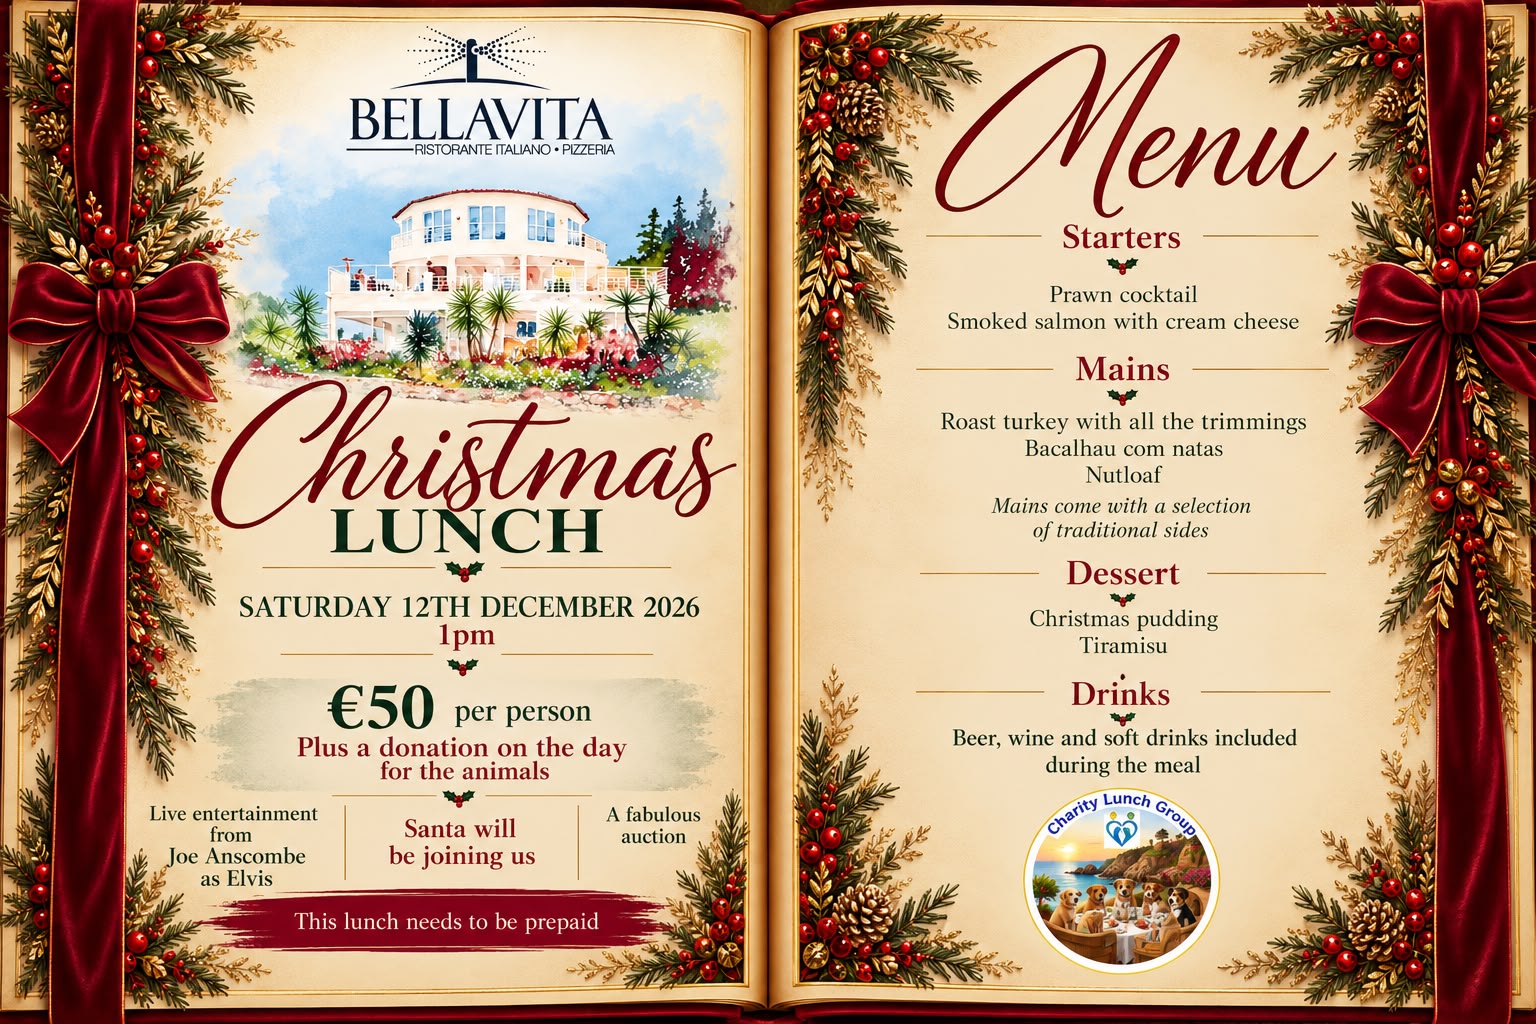 BELLAVITA
RISTORANTE ITALIANO • PIZZERIA
Christmas
LUNCH
SATURDAY 12TH DECEMBER 2026
1pm
€50 per person
Plus a donation on the day
for the animals
Live entertainment
from
Joe Anscombe
as Elvis
Santa will
be joining us
A fabulous
auction
This lunch needs to be prepaid
Menu
Starters
Prawn cocktail
Smoked salmon with cream cheese
Mains
Roast turkey with all the trimmings
Bacalhau com natas
Nutloaf
Mains come with a selection
of traditional sides
Dessert
Christmas pudding
Tiramisu
Drinks
Beer, wine and soft drinks included
during the meal
Charity Lunch Group